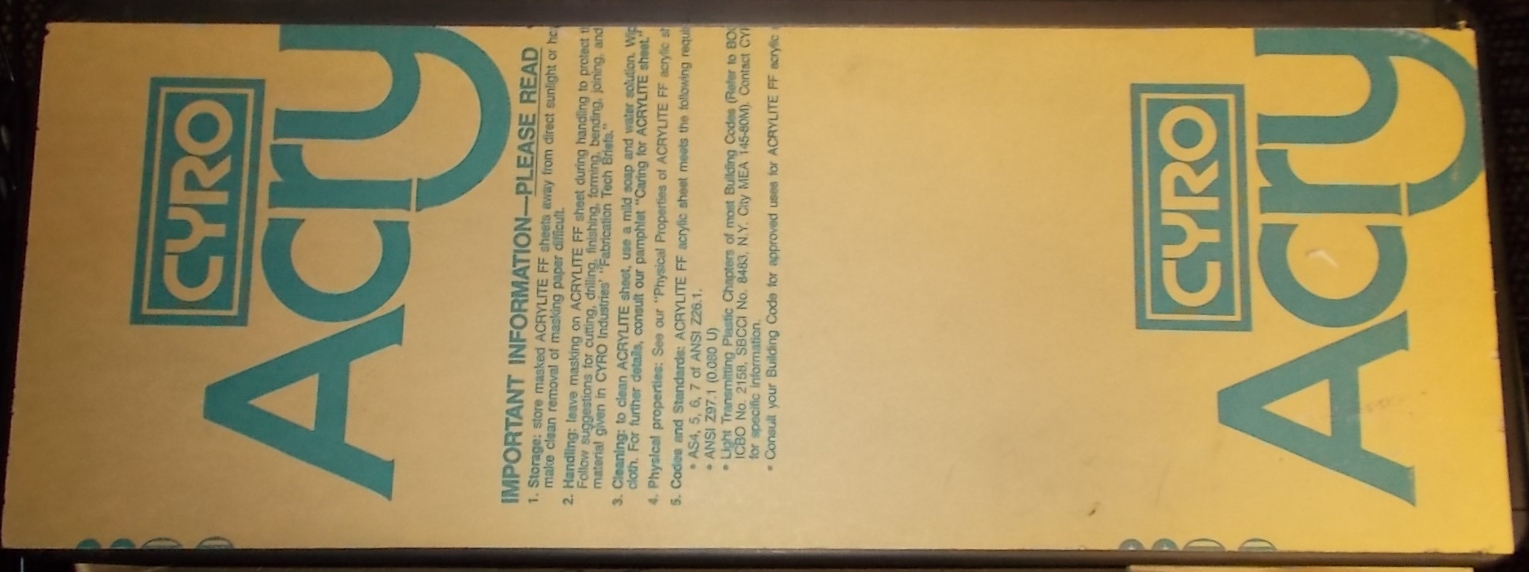 CYRO
Acry
IMPORTANT INFORMATION—PLEASE READ
1. Storage: store masked ACRYLITE FF sheets away from direct sunlight or
make clean removal of masking paper difficult.
2. Handling: leave masking on ACRYLITE FF sheet during handling to protect
Follow suggestions for cutting, drilling, finishing, forming, bending, joining, and
material given in CYRO Industries' "Fabrication Tech Briefs."
3. Cleaning: to clean ACRYLITE sheet, use a mild soap and water solution.
cloth. For further details, consult our pamphlet "Caring for ACRYLITE sheet."
4. Physical properties: See our "Physical Properties of ACRYLITE FF acrylic
5. Codes and Standards: ACRYLITE FF acrylic sheet meets the following
• AS4, 5, 6, 7 of ANSI Z26.1.
• ANSI Z97.1 (0.080 U)
• Light Transmitting Plastic Chapters of most Building Codes (Refer to
ICBO No. 2158, SBCCI No. 8483, N.Y. City MEA 145-80M). Contact
for specific information.
• Consult your Building Code for approved uses for ACRYLITE FF acrylic
CYRO
Acry